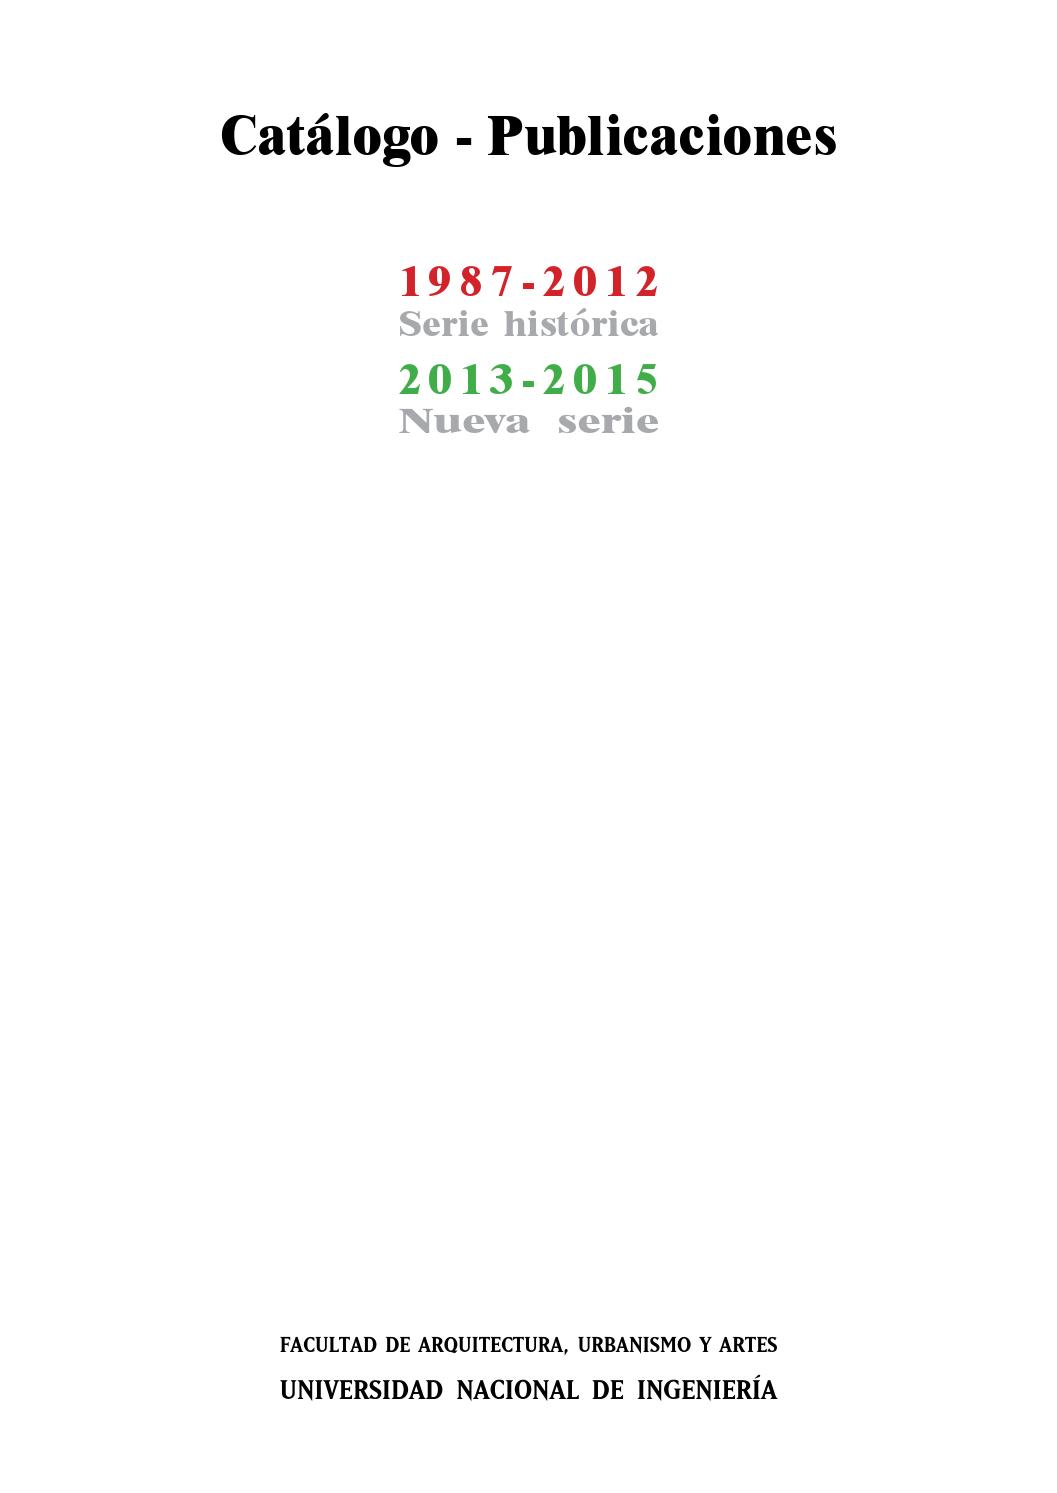 Catálogo - Publicaciones
1987-2012
Serie histórica
2013-2015
Nueva serie
FACULTAD DE ARQUITECTURA, URBANISMO Y ARTES
UNIVERSIDAD NACIONAL DE INGENIERÍA